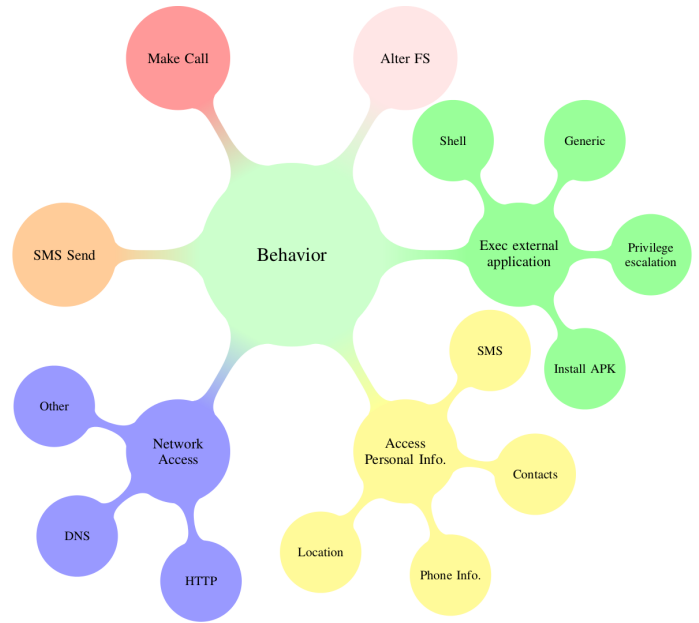 Make Call
Alter FS
Shell
Generic
SMS Send
Behavior
Exec external
application
Privilege
escalation
SMS
Install APK
Other
Network
Access
Access
Personal Info.
Contacts
DNS
Location
HTTP
Phone Info.